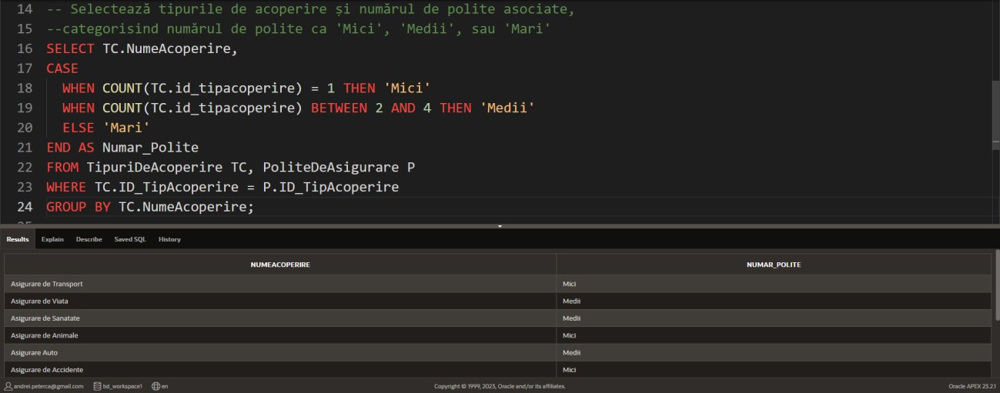 14 -- Selectează tipurile de acoperire și numărul de polite asociate,
15 --categorisind numărul de polite ca 'Mici', 'Medii', sau 'Mari'
16 SELECT TC.NumeAcoperire,
17 CASE
18 WHEN COUNT(TC.id_tipacoperire) = 1 THEN 'Mici'
19 WHEN COUNT(TC.id_tipacoperire) BETWEEN 2 AND 4 THEN 'Medii'
20 ELSE 'Mari'
21 END AS Numar_Polite
22 FROM TipuriDeAcoperire TC, PoliteDeAsigurare P
23 WHERE TC.ID_TipAcoperire = P.ID_TipAcoperire
24 GROUP BY TC.NumeAcoperire;
Results Explain Describe Saved SQL History
NUMEACOPERIRE NUMAR_POLITE
Asigurare de Transport Mici
Asigurare de Viata Medii
Asigurare de Sanatate Medii
Asigurare de Animale Mici
Asigurare Auto Medii
Asigurare de Accidente Mici
andrei.peterca@gmail.com bd_workspace1 en Copyright © 1999, 2023, Oracle and/or its affiliates. Oracle APEX 23.2.1